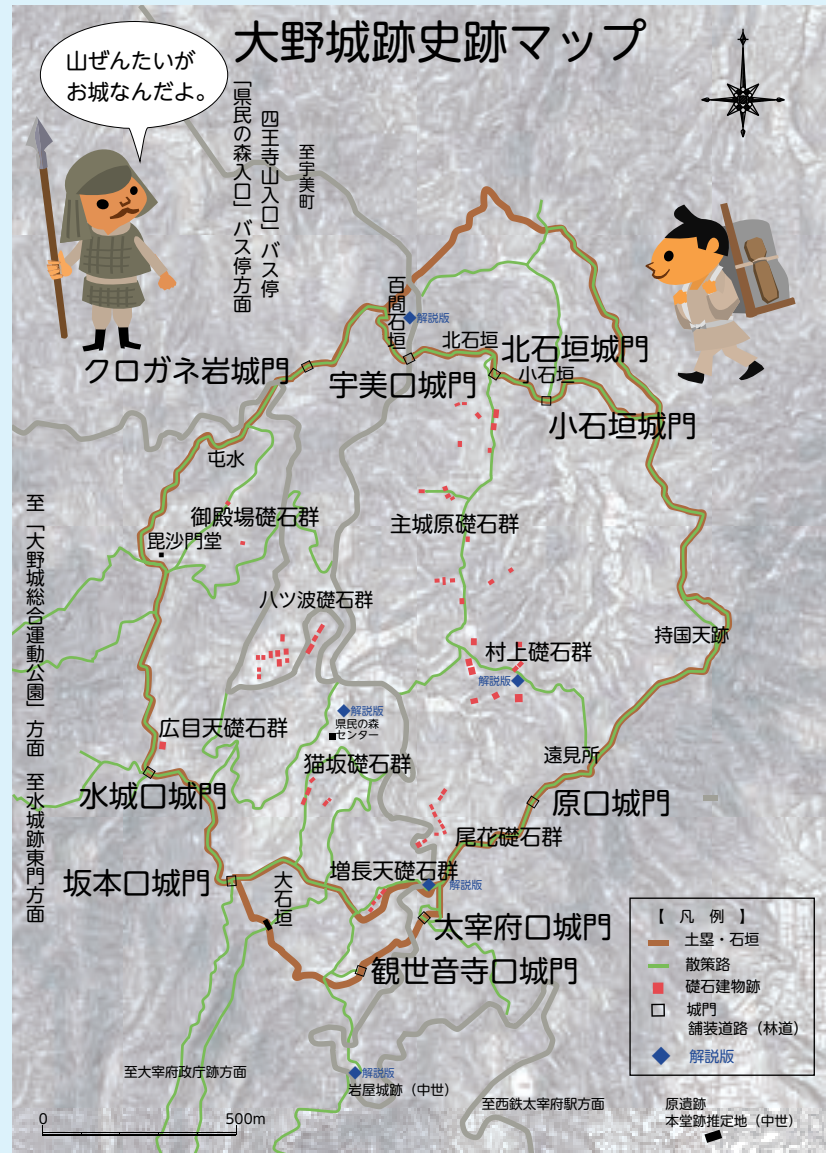 大野城跡史跡マップ
山ぜんたいが
お城なんだよ。
四王寺山入口」バス停
「県民の森入口」バス停方面
至宇美町
百間石垣
解説版
北石垣
北石垣城門
小石垣
クロガネ岩城門
宇美口城門
小石垣城門
屯水
御殿場礎石群
主城原礎石群
毘沙門堂
至「大野城総合運動公園」方面
八ツ波礎石群
持国天跡
村上礎石群
解説版
解説版
県民の森
センター
広目天礎石群
遠見所
猫坂礎石群
水城口城門
原口城門
至水城跡東門方面
尾花礎石群
増長天礎石群
解説版
坂本口城門
大石垣
太宰府口城門
観世音寺口城門
【 凡 例 】
土塁・石垣
散策路
礎石建物跡
城門
舗装道路（林道）
解説版
至大宰府政庁跡方面
解説版
岩屋城跡（中世）
至西鉄太宰府駅方面
原遺跡
本堂跡推定地（中世）
0
500m